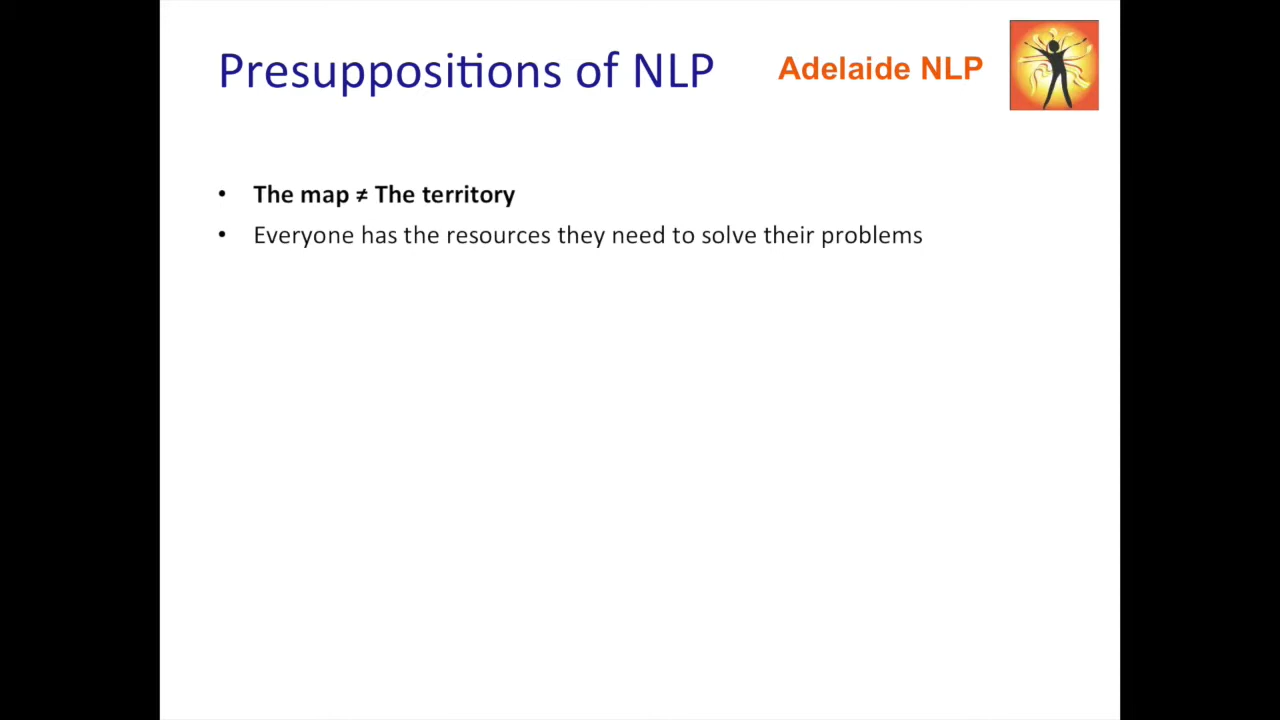 Presuppositions of NLP
Adelaide NLP
• The map ≠ The territory
• Everyone has the resources they need to solve their problems